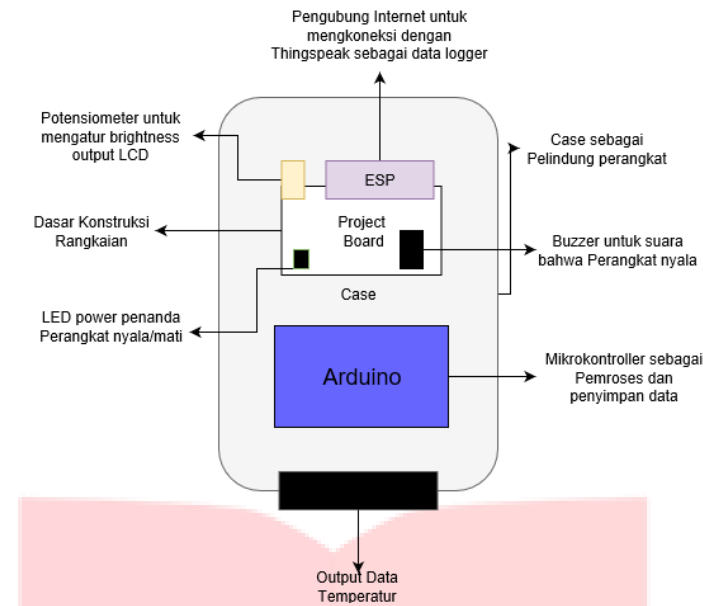 Pengubung Internet untuk
mengkoneksi dengan
Thingspeak sebagai data logger
Potensiometer untuk
mengatur brightness
output LCD
Case sebagai
Pelindung perangkat
ESP
Project
Board
Dasar Konstruksi
Rangkaian
Buzzer untuk suara
bahwa Perangkat nyala
Case
LED power penanda
Perangkat nyala/mati
Arduino
Mikrokontroller sebagai
Pemroses dan
penyimpan data
Output Data
Temperatur